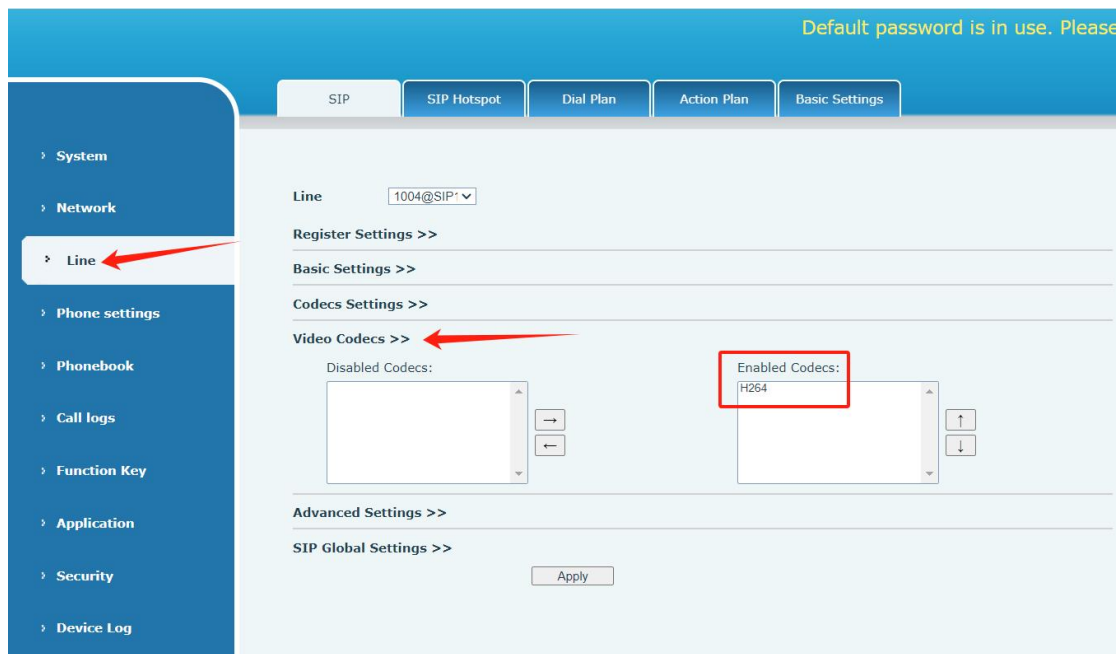 Default password is in use. Please
SIP
SIP Hotspot
Dial Plan
Action Plan
Basic Settings
System
Network
Line
Phone settings
Phonebook
Call logs
Function Key
Application
Security
Device Log
Line 1004@SIP1
Register Settings >>
Basic Settings >>
Codecs Settings >>
Video Codecs >>
Disabled Codecs: Enabled Codecs:
H264
→ ↑
← ↓
Advanced Settings >>
SIP Global Settings >>
Apply